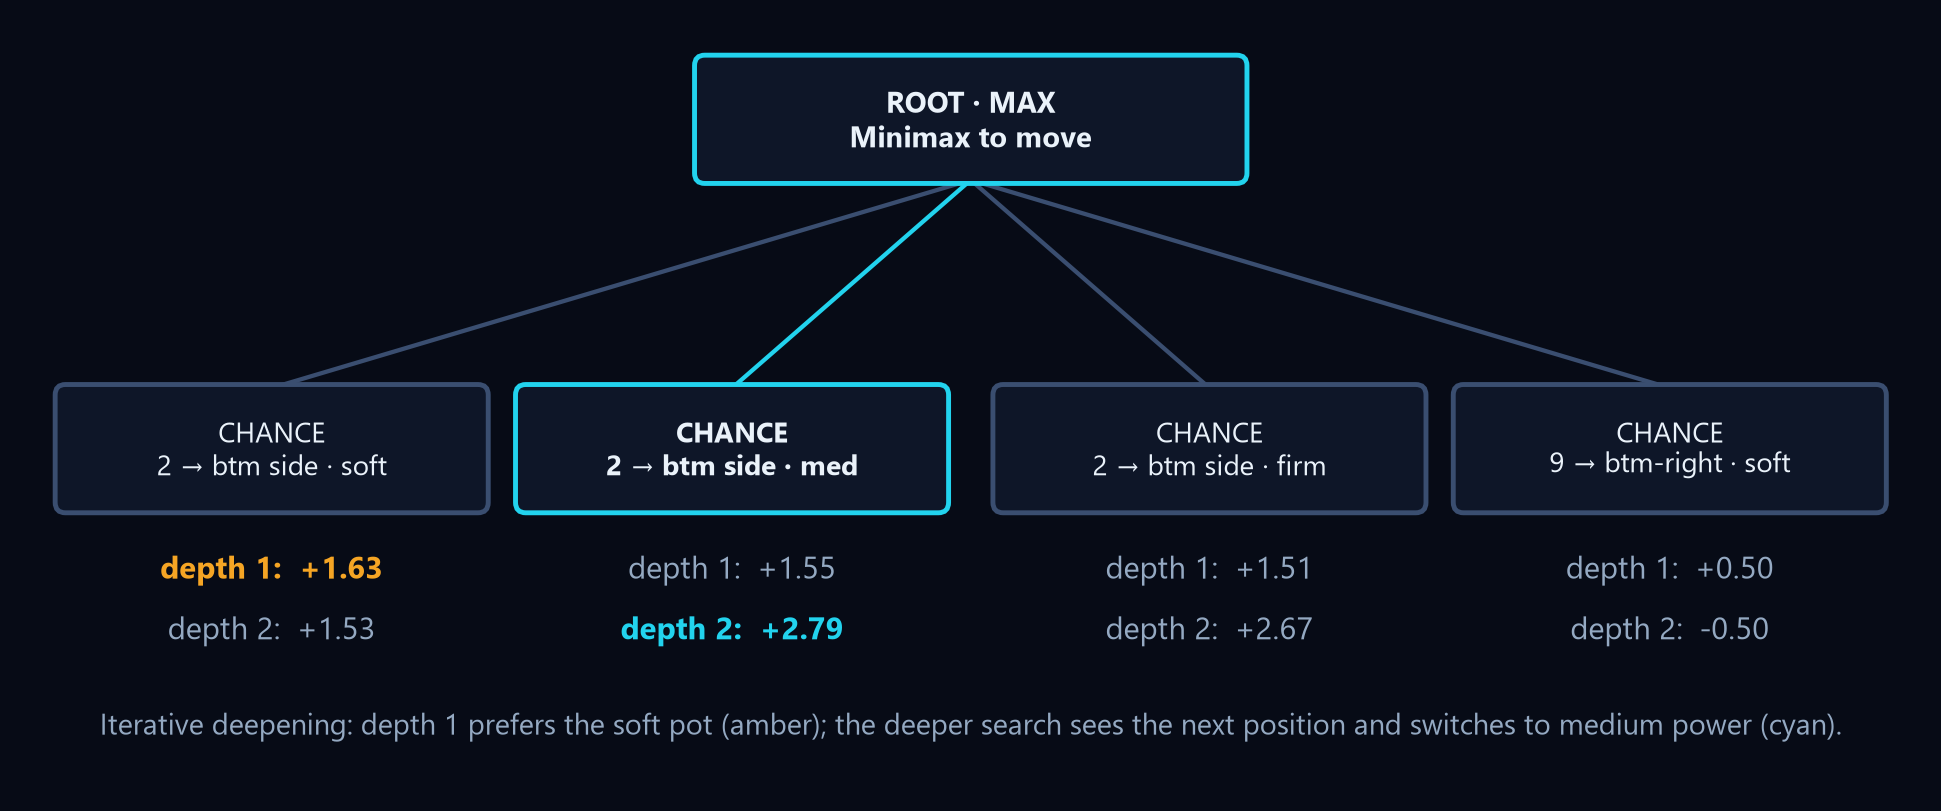 ROOT · MAX
Minimax to move
CHANCE
2 → btm side · soft
CHANCE
2 → btm side · med
CHANCE
2 → btm side · firm
CHANCE
9 → btm-right · soft
depth 1: +1.63
depth 1: +1.55
depth 1: +1.51
depth 1: +0.50
depth 2: +1.53
depth 2: +2.79
depth 2: +2.67
depth 2: -0.50
Iterative deepening: depth 1 prefers the soft pot (amber); the deeper search sees the next position and switches to medium power (cyan).